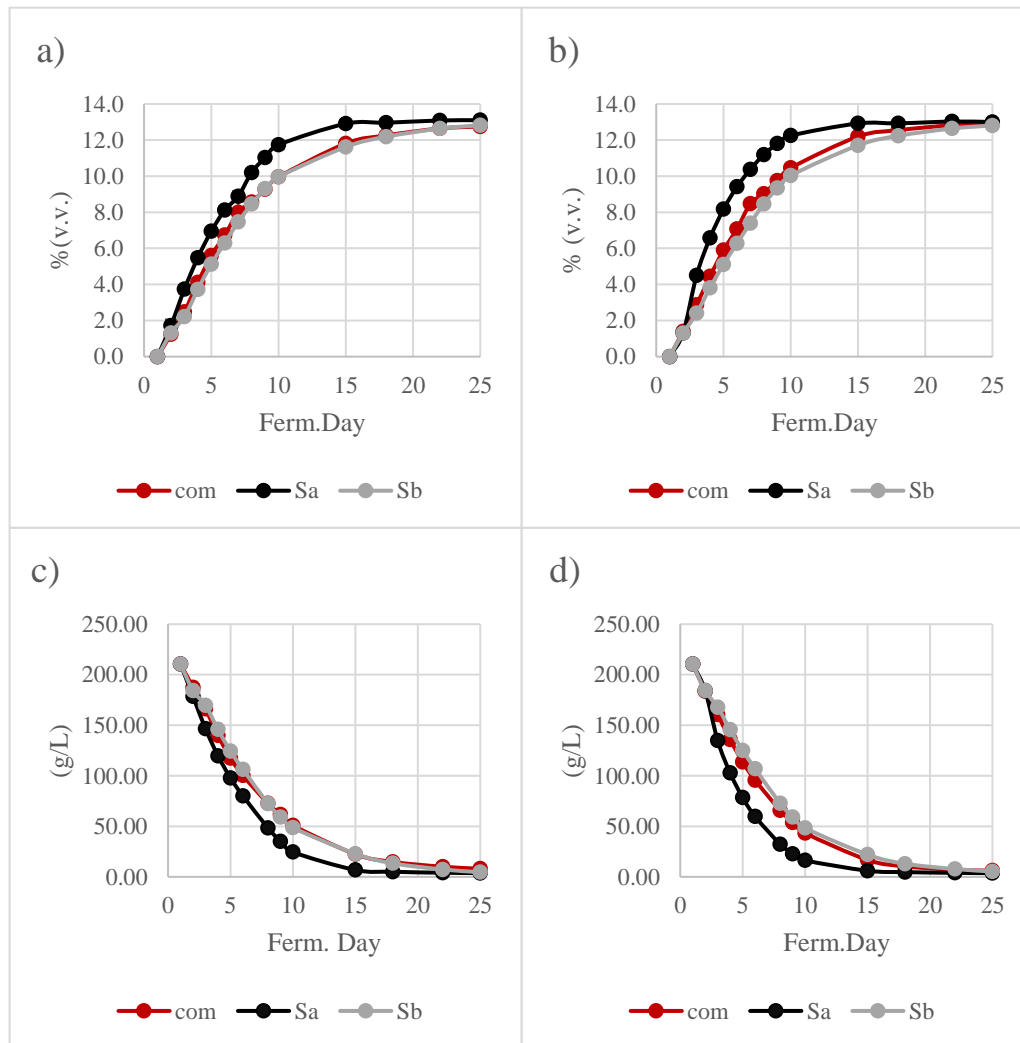 a)
14.0
12.0
10.0
8.0
6.0
4.0
2.0
0.0
%(v.v.)
0 5 10 15 20 25
Ferm.Day
com Sa Sb
b)
14.0
12.0
10.0
8.0
6.0
4.0
2.0
0.0
% (v.v.)
0 5 10 15 20 25
Ferm.Day
com Sa Sb
c)
250.00
200.00
150.00
100.00
50.00
0.00
(g/L)
0 5 10 15 20 25
Ferm. Day
com Sa Sb
d)
250.00
200.00
150.00
100.00
50.00
0.00
(g/L)
0 5 10 15 20 25
Ferm.Day
com Sa Sb